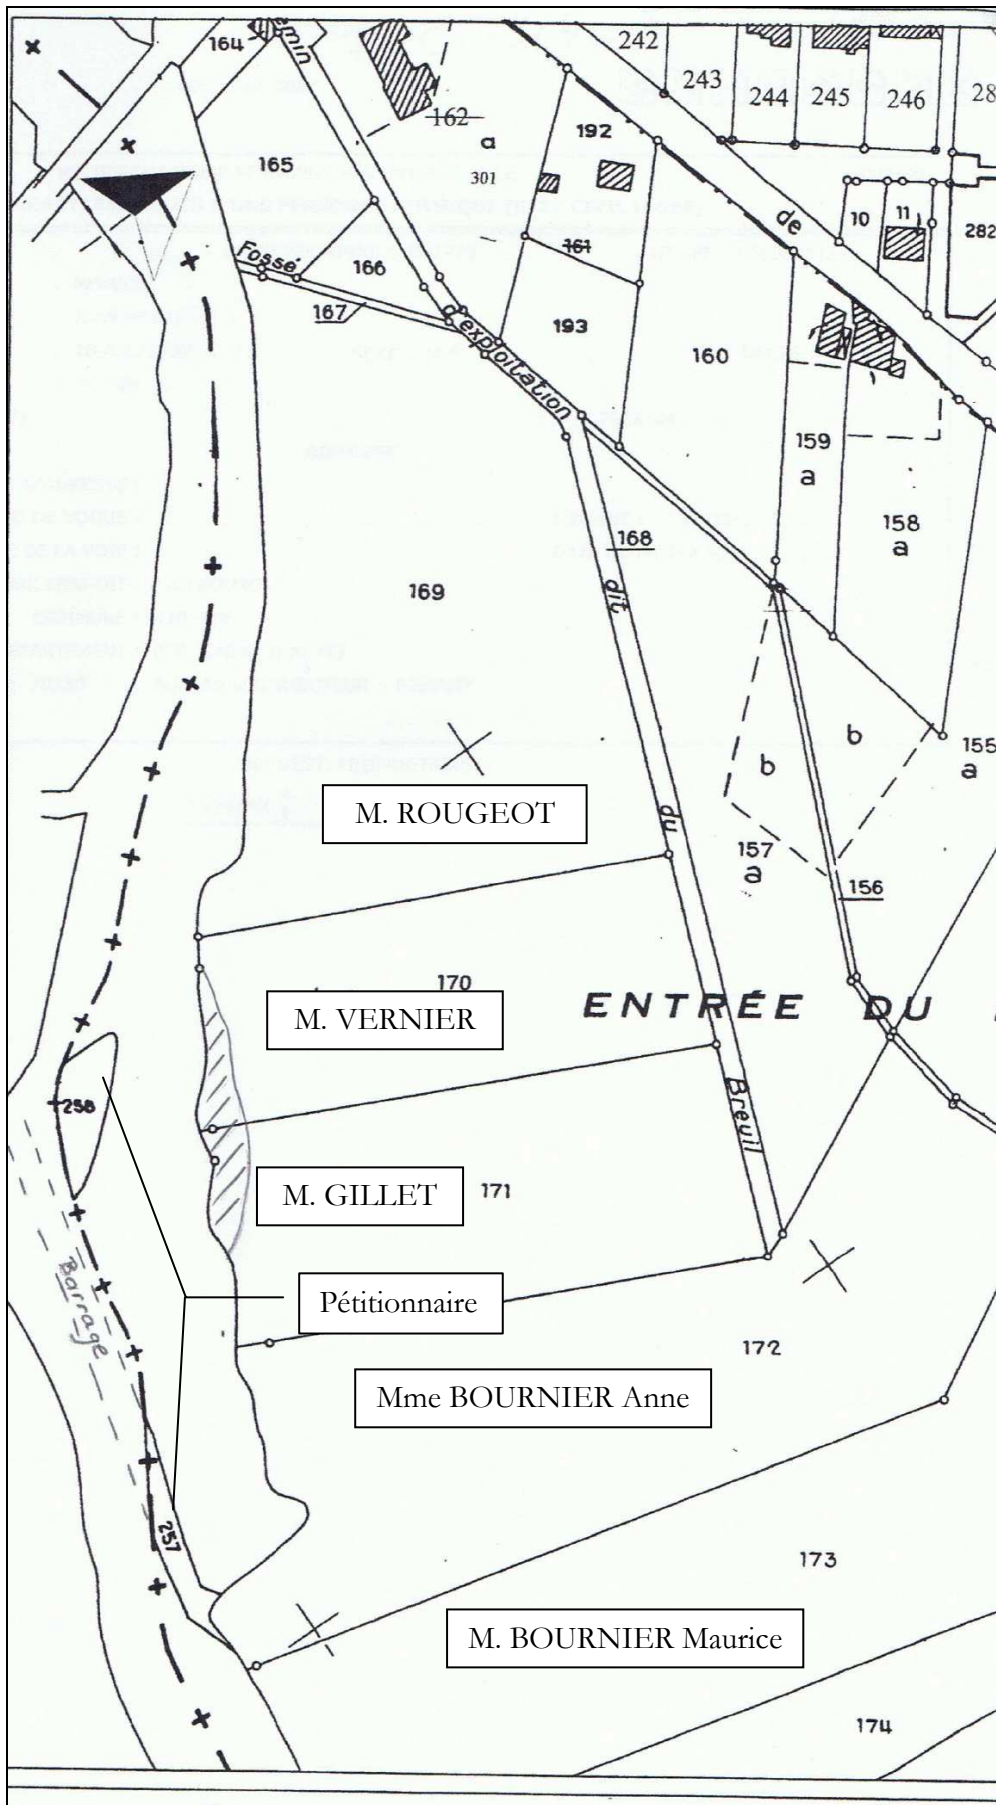 164
min
242
243
244
245
246
28
162
a
301
192
165
10
11
282
161
Fossé
166
167
193
de
160
d'exploitation
159
a
158
a
168
dit
169
b
b
155
a
M. ROUGEOT
du
157
a
156
170
M. VERNIER
ENTRÉE DU
258
Breuil
M. GILLET
171
Barrage
Pétitionnaire
172
Mme BOURNIER Anne
257
173
M. BOURNIER Maurice
174